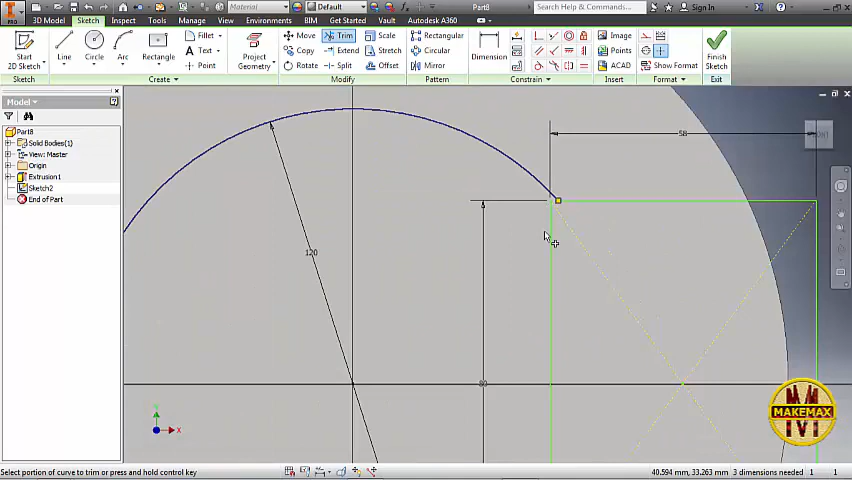 PRO
Material
Default
Part8
Search Help & Commands...
Sign In
3D Model Sketch Inspect Tools Manage View Environments BIM Get Started Vault Autodesk A360
Start
2D Sketch
Line Circle Arc Rectangle
Fillet
Text
Point
Project
Geometry
Move Trim Scale
Copy Extend Stretch
Rotate Split Offset
Rectangular
Circular
Mirror
Dimension
Image
Points
ACAD
Show Format
Finish
Sketch
Sketch Create Modify Pattern Constrain Insert Format Exit
Model
Part8
Solid Bodies(1)
View: Master
Origin
Extrusion1
Sketch2
End of Part
58
120
80
Y
X
MAKEMAX
Select portion of curve to trim or press and hold control key
40.594 mm, 33.263 mm 3 dimensions needed 1 1